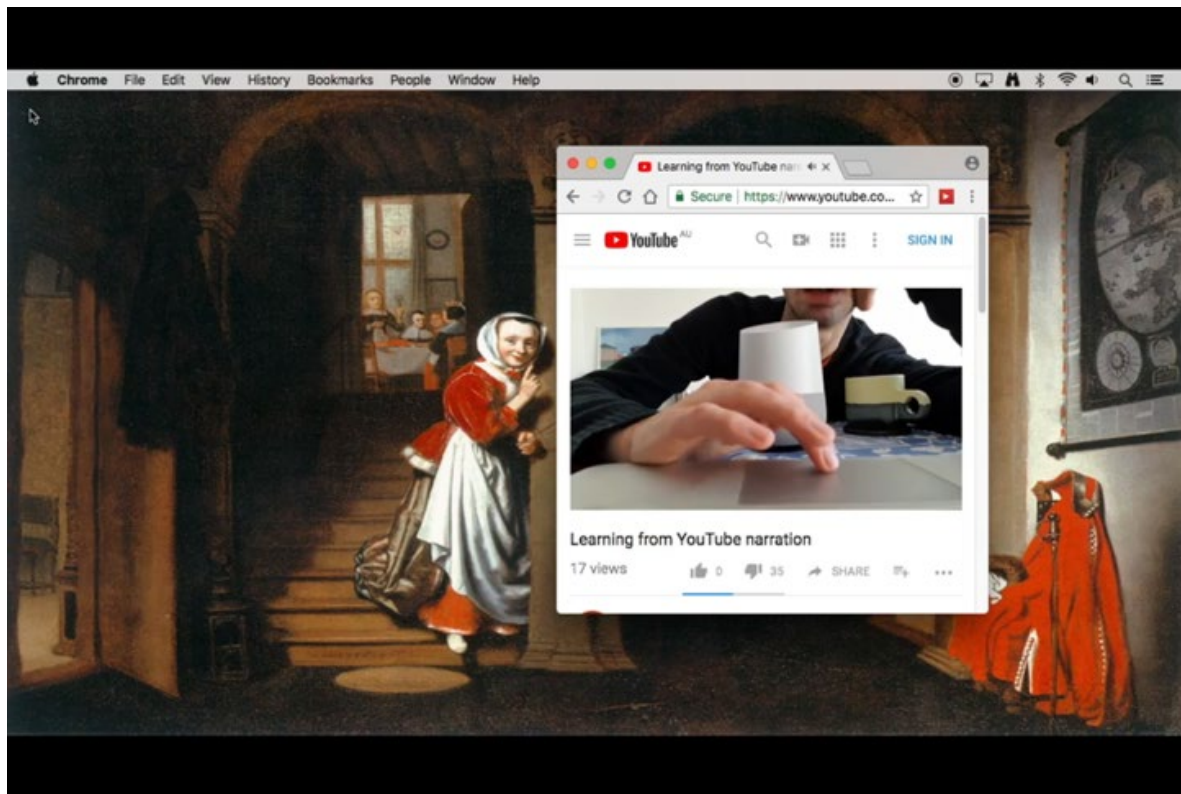 Chrome File Edit View History Bookmarks People Window Help
Learning from YouTube narr
Secure | https://www.youtube.co...
YouTube AU
SIGN IN
Learning from YouTube narration
17 views
0
35
SHARE